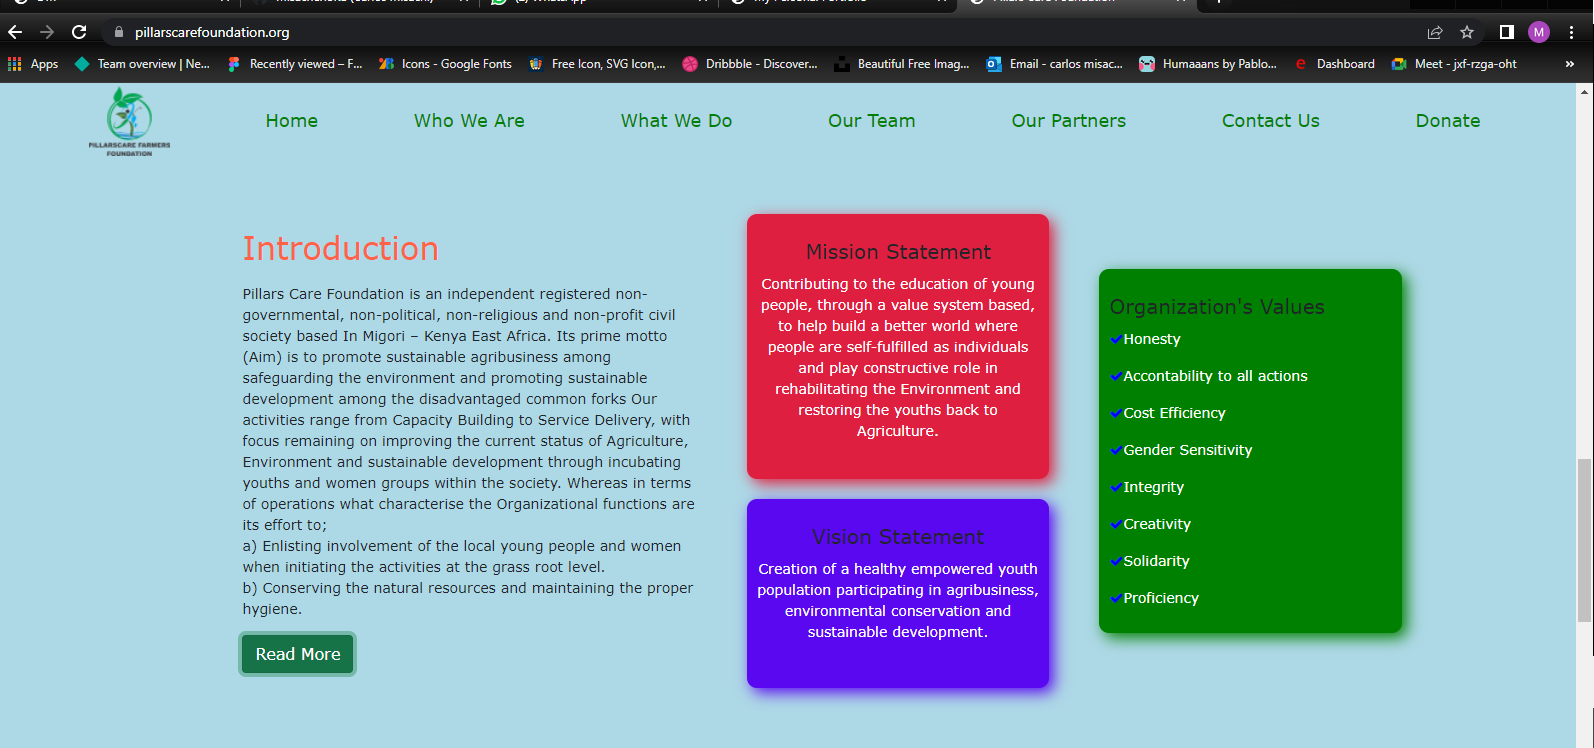 pillarscarefoundation.org
M
Apps
Team overview | Ne...
Recently viewed – F...
Icons - Google Fonts
Free Icon, SVG Icon,...
Dribbble - Discover...
Beautiful Free Imag...
Email - carlos misac...
Humaaans by Pablo...
Dashboard
Meet - jxf-rzga-oht
»
PILLARSCARE FARMERS
FOUNDATION
Home
Who We Are
What We Do
Our Team
Our Partners
Contact Us
Donate
Introduction
Pillars Care Foundation is an independent registered non-
governmental, non-political, non-religious and non-profit civil
society based In Migori – Kenya East Africa. Its prime motto
(Aim) is to promote sustainable agribusiness among
safeguarding the environment and promoting sustainable
development among the disadvantaged common forks Our
activities range from Capacity Building to Service Delivery, with
focus remaining on improving the current status of Agriculture,
Environment and sustainable development through incubating
youths and women groups within the society. Whereas in terms
of operations what characterise the Organizational functions are
its effort to;
a) Enlisting involvement of the local young people and women
when initiating the activities at the grass root level.
b) Conserving the natural resources and maintaining the proper
hygiene.
Read More
Mission Statement
Contributing to the education of young
people, through a value system based,
to help build a better world where
people are self-fulfilled as individuals
and play constructive role in
rehabilitating the Environment and
restoring the youths back to
Agriculture.
Vision Statement
Creation of a healthy empowered youth
population participating in agribusiness,
environmental conservation and
sustainable development.
Organization's Values
Honesty
Accontability to all actions
Cost Efficiency
Gender Sensitivity
Integrity
Creativity
Solidarity
Proficiency